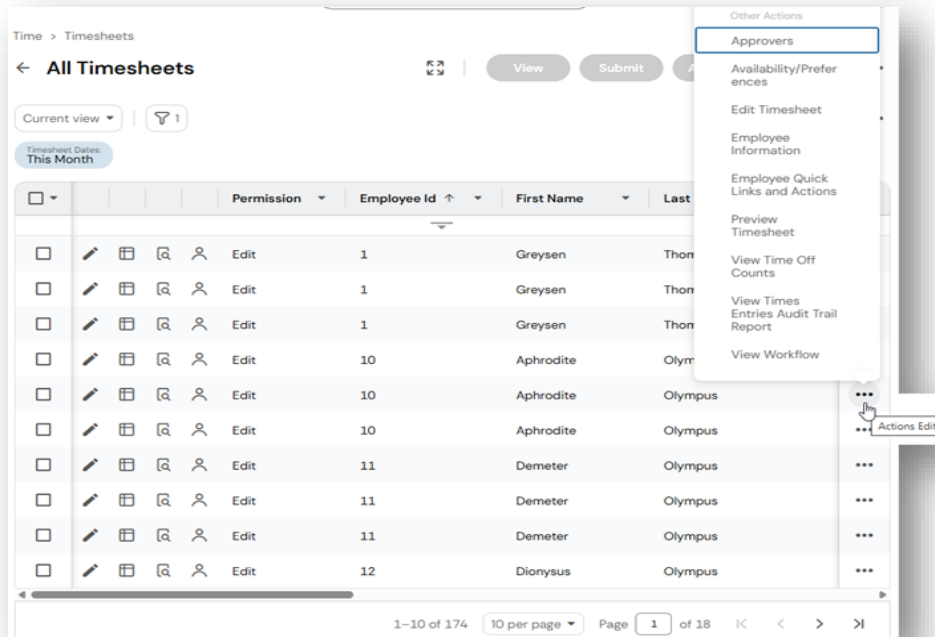 Time > Timesheets
All Timesheets
View
Submit
Current view
1
Timesheet Dates:
This Month
Other Actions
Approvers
Availability/Prefer
ences
Edit Timesheet
Employee
Information
Employee Quick
Links and Actions
Preview
Timesheet
View Time Off
Counts
View Times
Entries Audit Trail
Report
View Workflow
Permission Employee Id ↑ First Name Last
Edit 1 Greysen Thom
Edit 1 Greysen Thom
Edit 1 Greysen Thom
Edit 10 Aphrodite Olym
Edit 10 Aphrodite Olympus
Edit 10 Aphrodite Olympus
Actions Edit
Edit 11 Demeter Olympus
Edit 11 Demeter Olympus
Edit 11 Demeter Olympus
Edit 12 Dionysus Olympus
1–10 of 174 10 per page Page 1 of 18